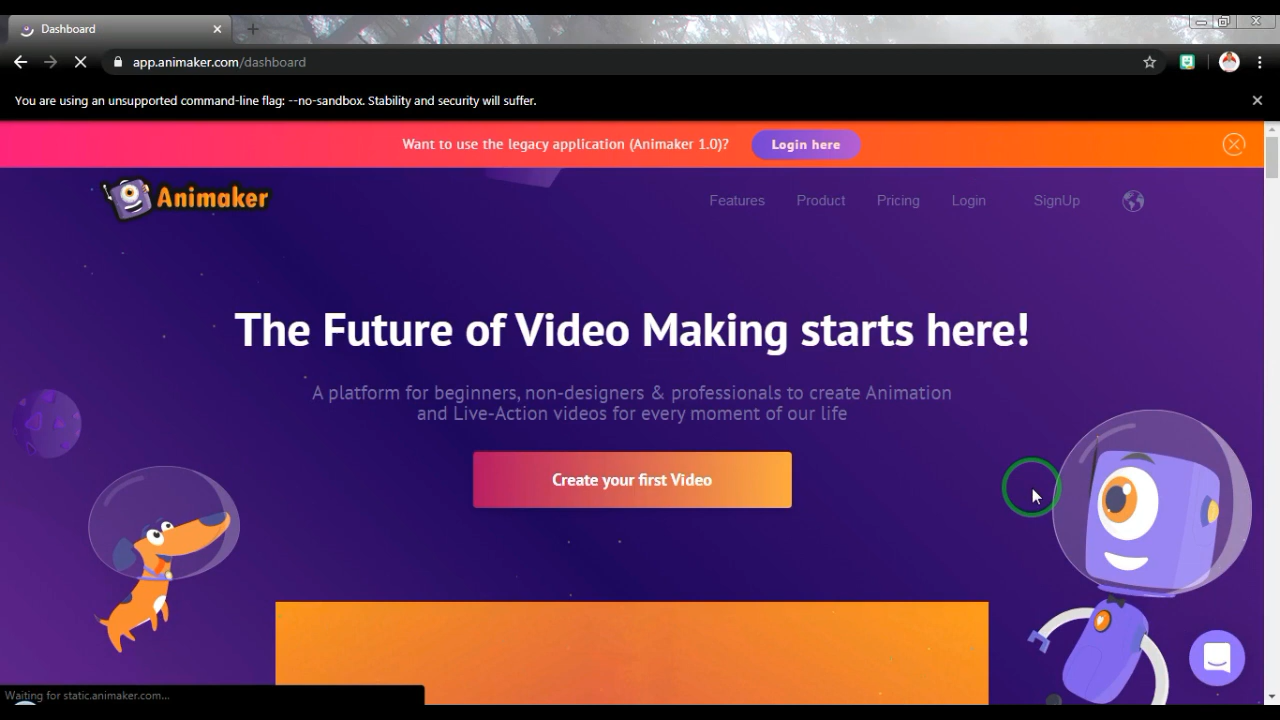 Dashboard
app.animaker.com/dashboard
You are using an unsupported command-line flag: --no-sandbox. Stability and security will suffer.
Want to use the legacy application (Animaker 1.0)?
Login here
Animaker
Features
Product
Pricing
Login
SignUp
The Future of Video Making starts here!
A platform for beginners, non-designers & professionals to create Animation
and Live-Action videos for every moment of our life
Create your first Video
Waiting for static.animaker.com...